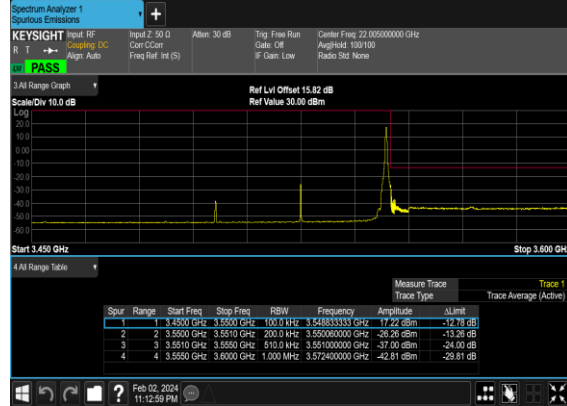 Spectrum Analyzer 1
Spurious Emissions
KEYSIGHT Input: RF Input Z: 50 Ω Atten: 30 dB Trig: Free Run Center Freq: 22.005000000 GHz
R T Coupling: DC Corr CCorr Gate: Off Avg|Hold: 100/100
Align: Auto Freq Ref: Int (S) IF Gain: Low Radio Std: None
PASS
3 All Range Graph
Ref Lvl Offset 15.82 dB
Scale/Div 10.0 dB Ref Value 30.00 dBm
Log
20.0
10.0
0.00
-10.0
-20.0
-30.0
-40.0
-50.0
-60.0
Start 3.450 GHz Stop 3.600 GH
4 All Range Table
Measure Trace Trace 1
Trace Type Trace Average (Active)
Spur Range Start Freq Stop Freq RBW Frequency Amplitude ΔLimit
1 1 3.4500 GHz 3.5500 GHz 100.0 kHz 3.548833333 GHz 17.22 dBm -12.78 dB
2 2 3.5500 GHz 3.5510 GHz 200.0 kHz 3.550060000 GHz -26.26 dBm -13.26 dB
3 3 3.5510 GHz 3.5550 GHz 510.0 kHz 3.551000000 GHz -37.00 dBm -24.00 dB
4 4 3.5550 GHz 3.6000 GHz 1.000 MHz 3.572400000 GHz -42.81 dBm -29.81 dB
Feb 02, 2024
11:12:59 PM